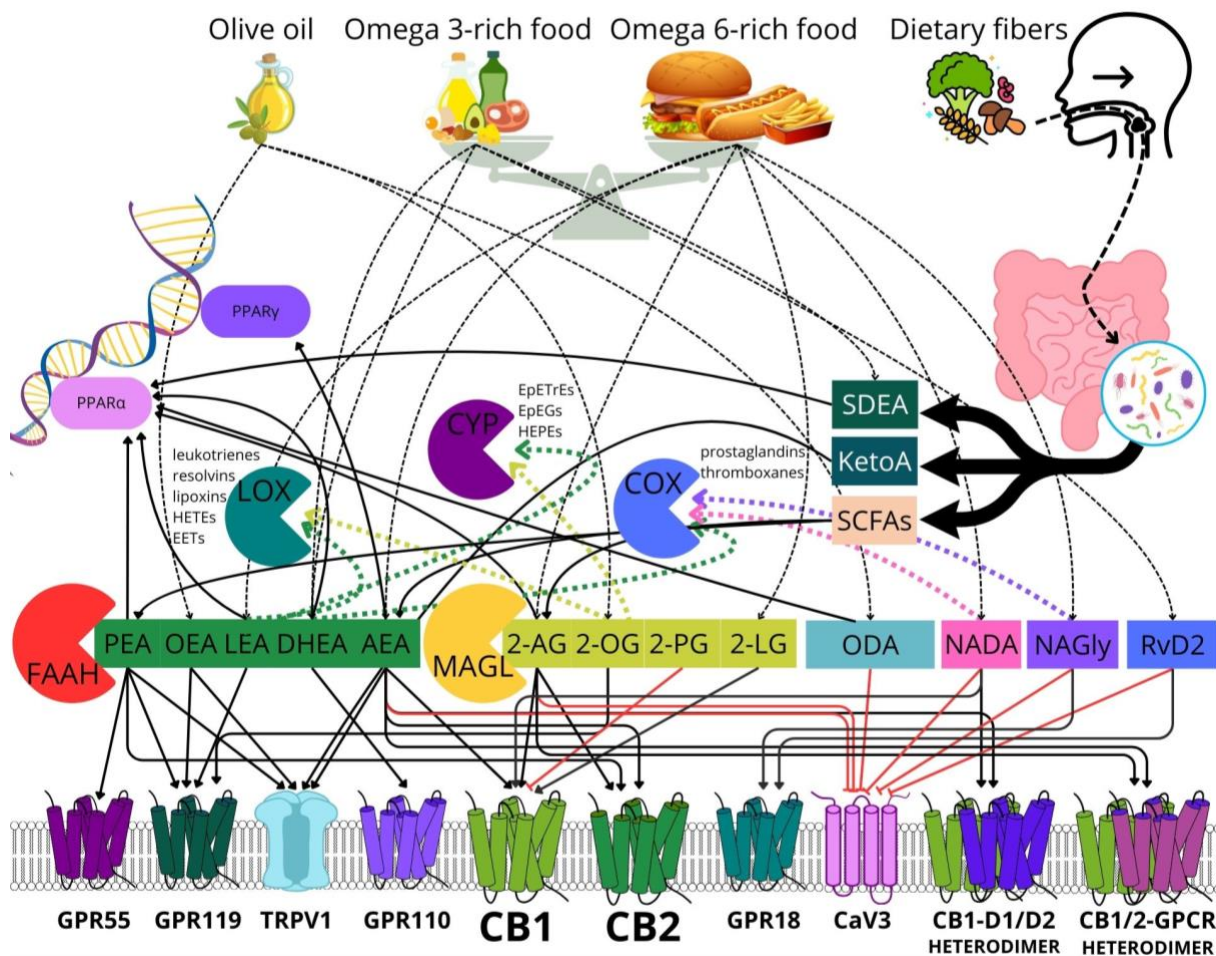 Olive oil
Omega 3-rich food
Omega 6-rich food
Dietary fibers
PPARγ
PPARα
SDEA
KetoA
SCFAs
EpETrEs
EpEGs
HEPEs
CYP
leukotrienes
resolvins
lipoxins
HETEs
EETs
LOX
prostaglandins
thromboxanes
COX
FAAH
PEA
OEA
LEA
DHEA
AEA
MAGL
2-AG
2-OG
2-PG
2-LG
ODA
NADA
NAGly
RvD2
GPR55
GPR119
TRPV1
GPR110
CB1
CB2
GPR18
CaV3
CB1-D1/D2
HETERODIMER
CB1/2-GPCR
HETERODIMER